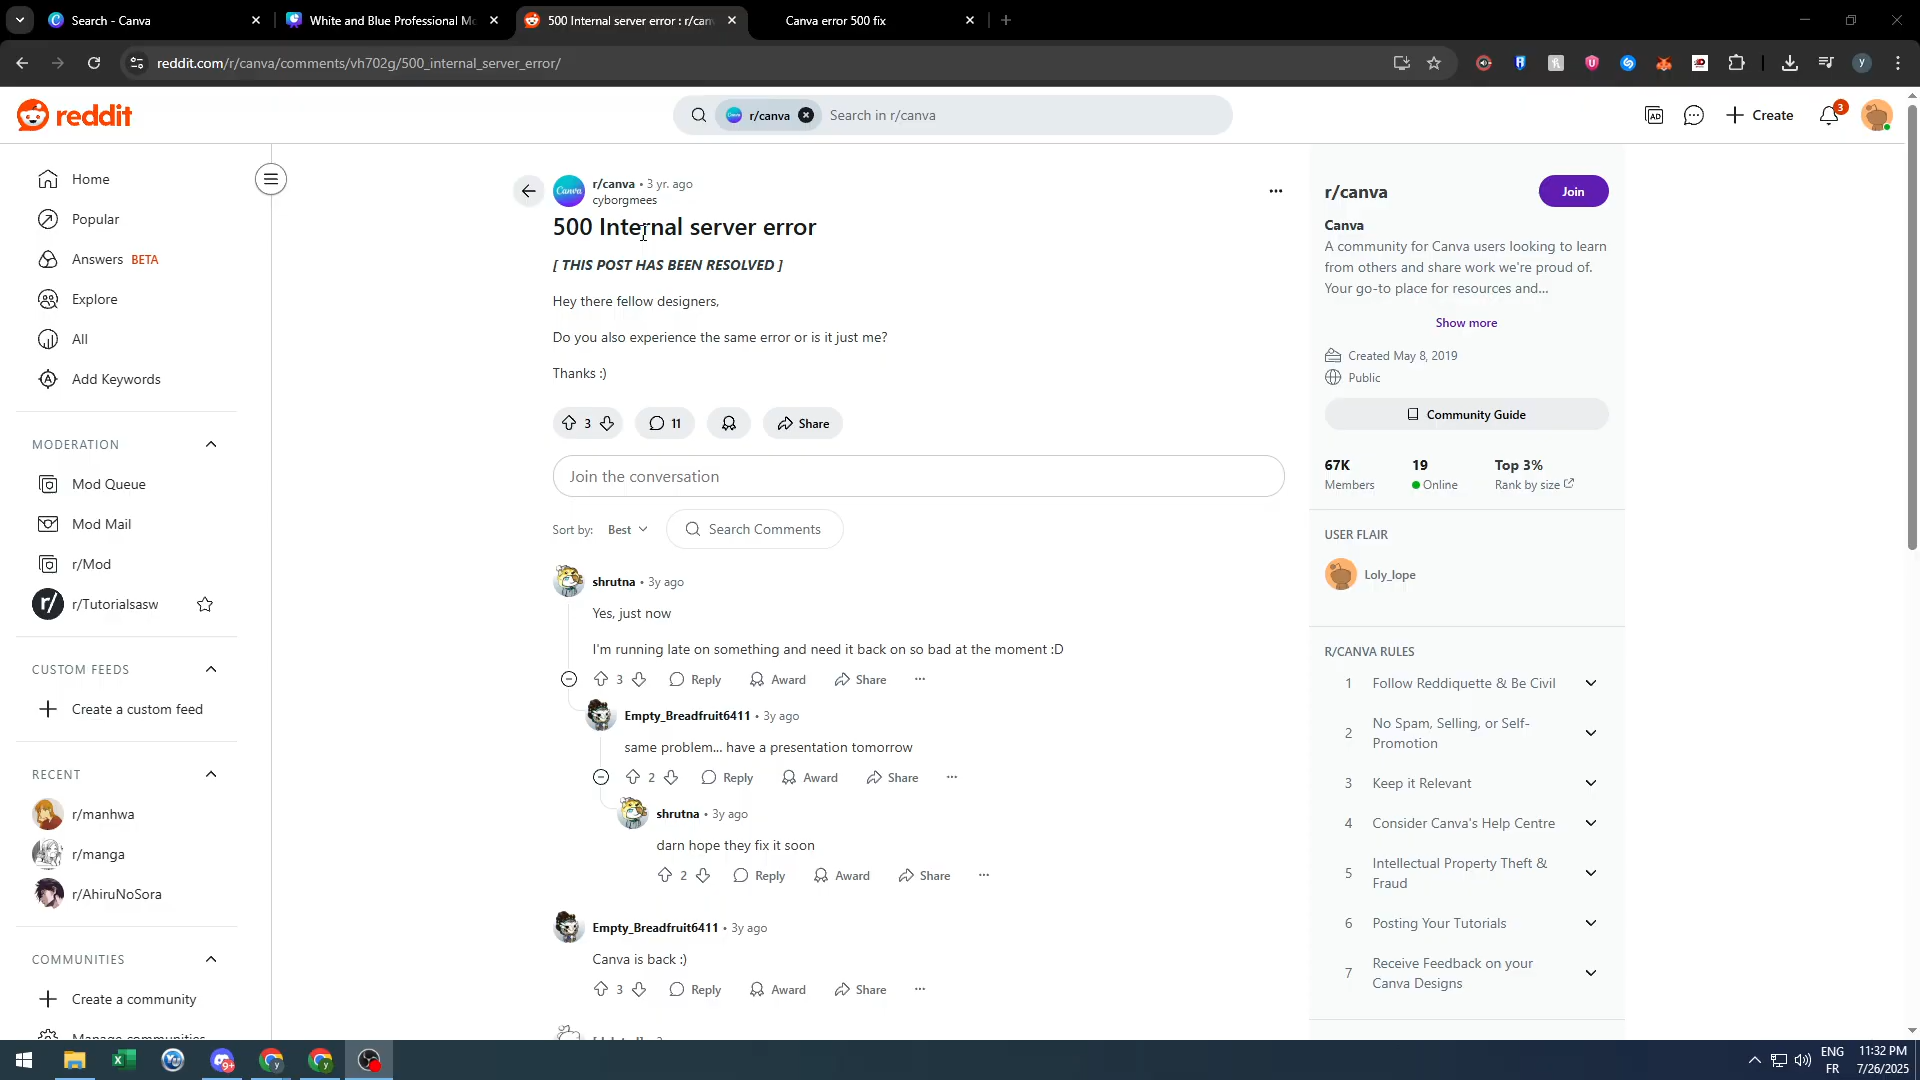 Search - Canva
White and Blue Professional Mo
500 Internal server error : r/can
Canva error 500 fix
reddit.com/r/canva/comments/vh702g/500_internal_server_error/
reddit
r/canva
Search in r/canva
Create
3
Home
Popular
Answers BETA
Explore
All
Add Keywords
MODERATION
Mod Queue
Mod Mail
r/Mod
r/Tutorialsasw
CUSTOM FEEDS
Create a custom feed
RECENT
r/manhwa
r/manga
r/AhiruNoSora
COMMUNITIES
Create a community
Manage communities
r/canva • 3 yr. ago
cyborgmees
500 Internal server error
[ THIS POST HAS BEEN RESOLVED ]
Hey there fellow designers,
Do you also experience the same error or is it just me?
Thanks :)
3
11
Share
Join the conversation
Sort by: Best
Search Comments
shrutna • 3y ago
Yes, just now
I'm running late on something and need it back on so bad at the moment :D
3 Reply Award Share
Empty_Breadfruit6411 • 3y ago
same problem... have a presentation tomorrow
2 Reply Award Share
shrutna • 3y ago
darn hope they fix it soon
2 Reply Award Share
Empty_Breadfruit6411 • 3y ago
Canva is back :)
3 Reply Award Share
r/canva
Join
Canva
A community for Canva users looking to learn
from others and share work we're proud of.
Your go-to place for resources and...
Show more
Created May 8, 2019
Public
Community Guide
67K 19 Top 3%
Members Online Rank by size
USER FLAIR
Loly_lope
R/CANVA RULES
1 Follow Reddiquette & Be Civil
2 No Spam, Selling, or Self-
Promotion
3 Keep it Relevant
4 Consider Canva's Help Centre
5 Intellectual Property Theft &
Fraud
6 Posting Your Tutorials
7 Receive Feedback on your
Canva Designs
ENG
FR
11:32 PM
7/26/2025